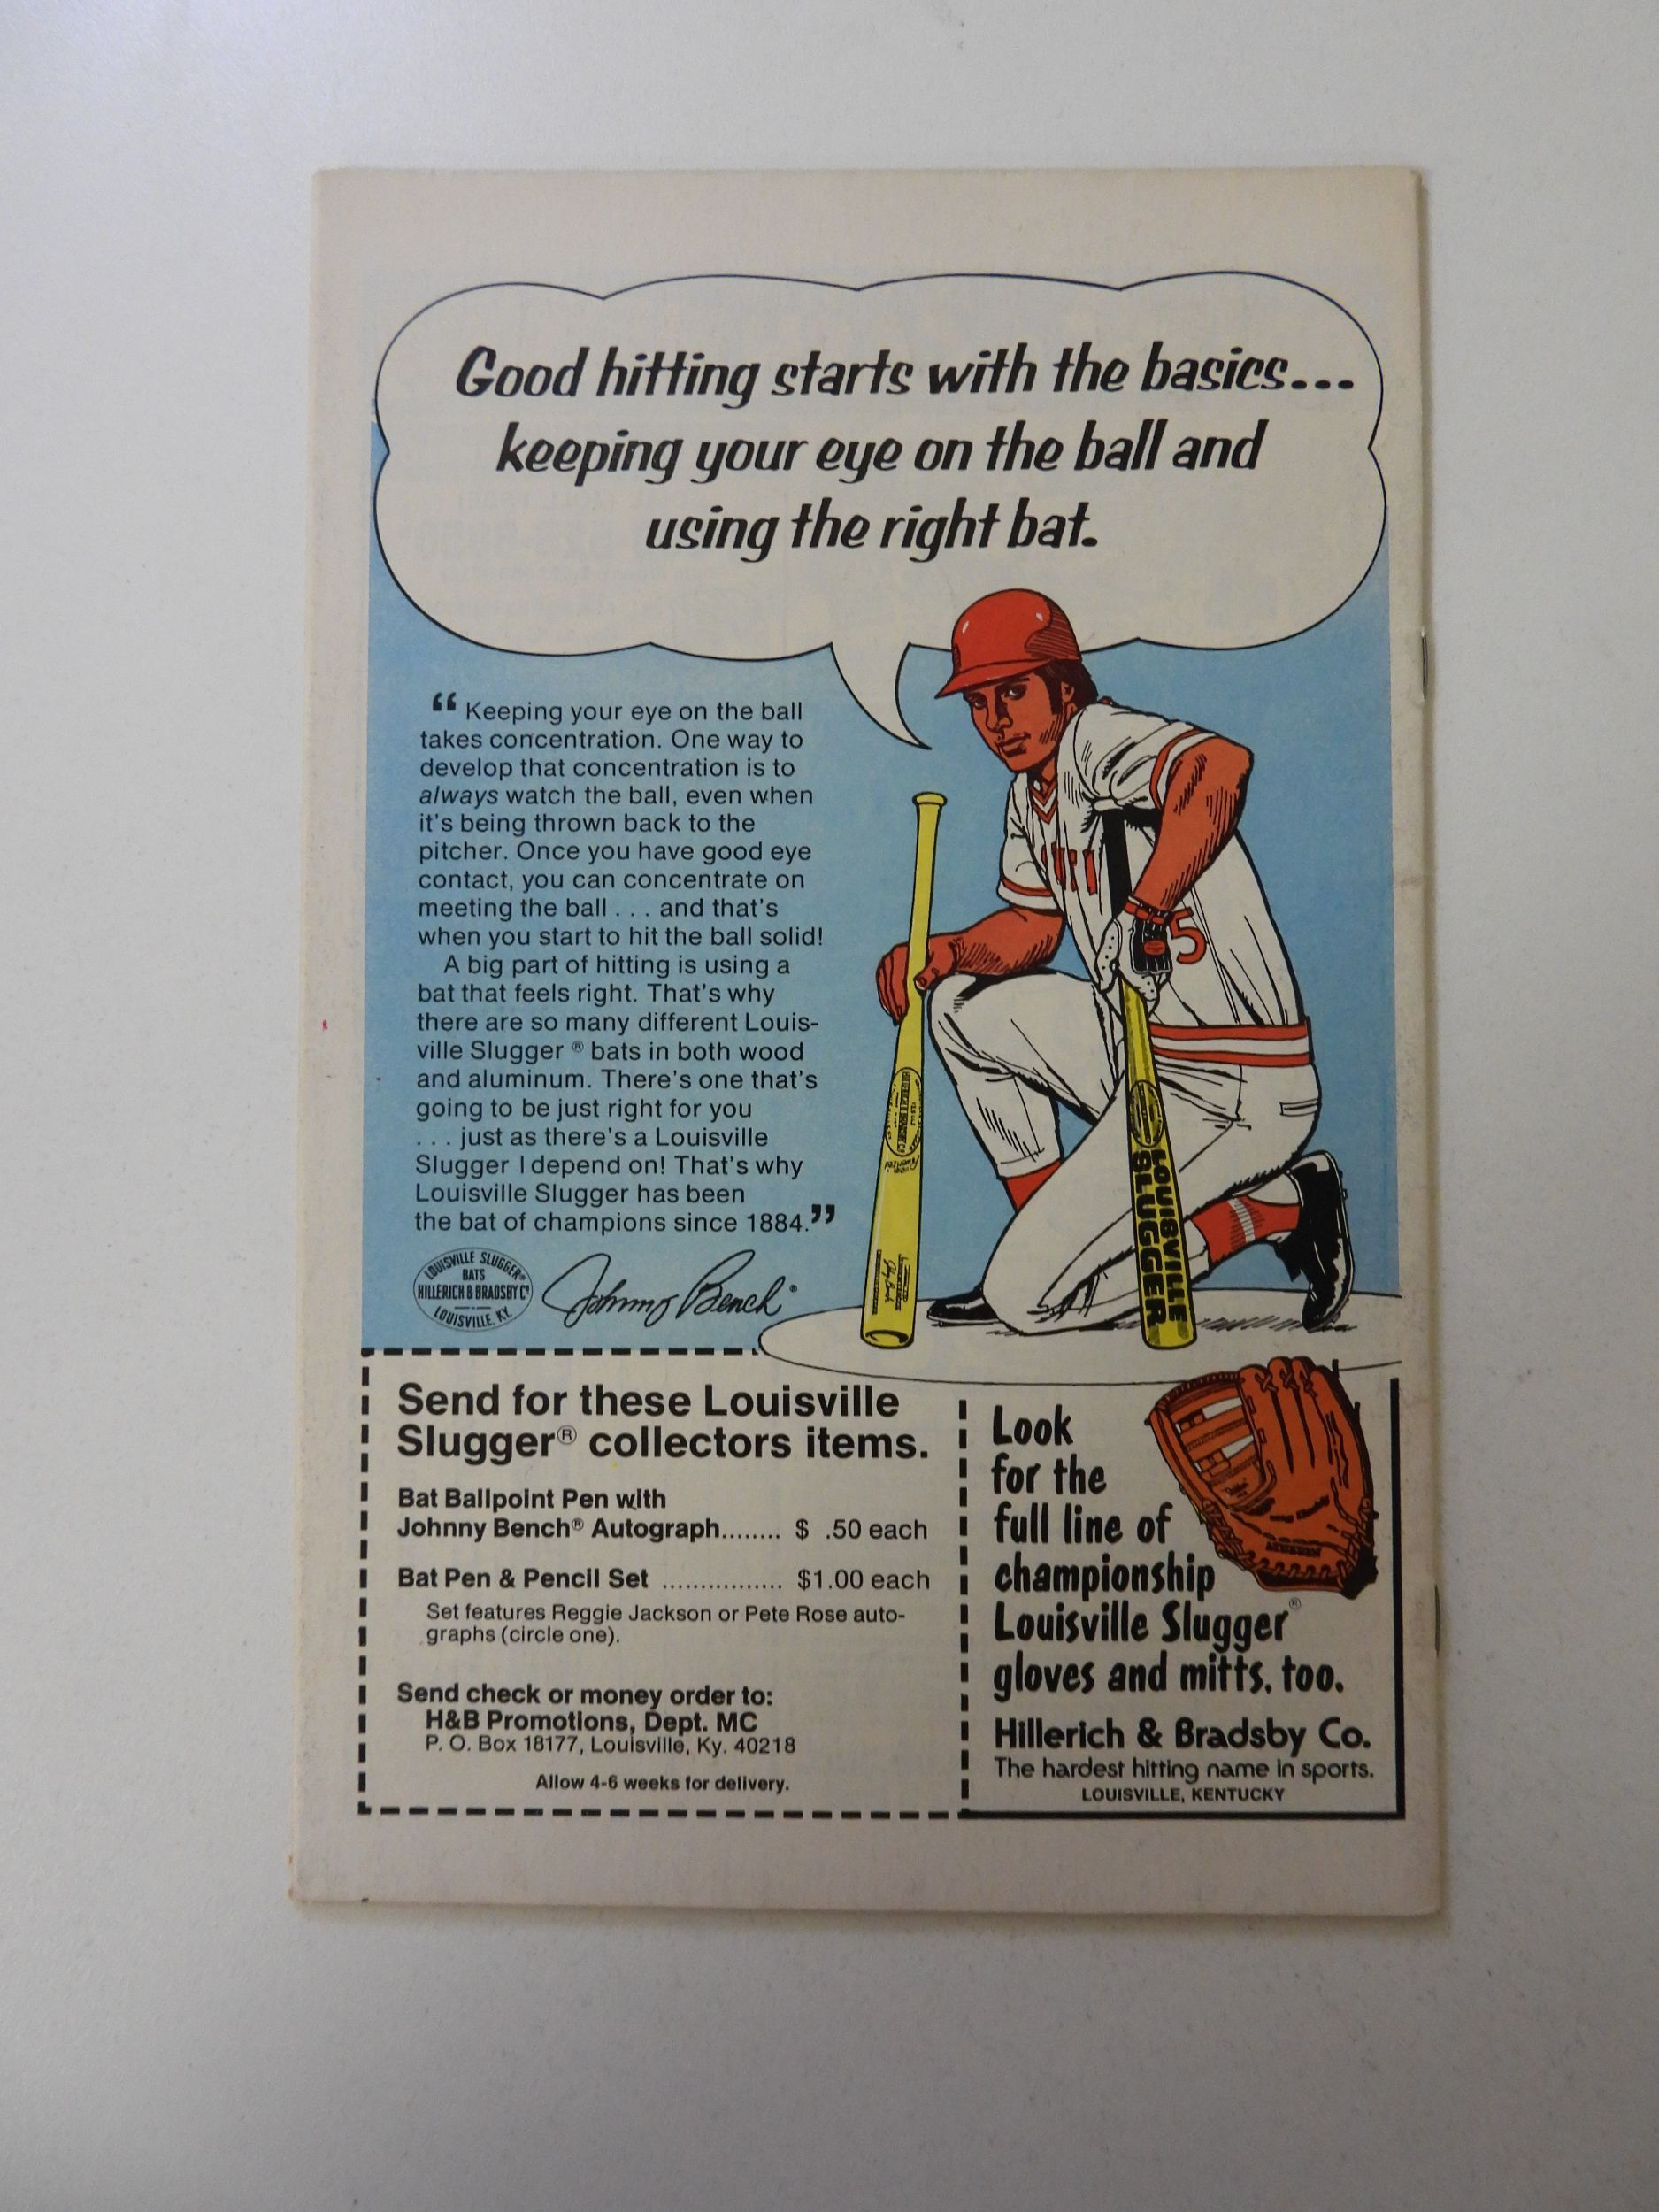 Good hitting starts with the basics...
keeping your eye on the ball and
using the right bat.
“ Keeping your eye on the ball
takes concentration. One way to
develop that concentration is to
always watch the ball, even when
it's being thrown back to the
pitcher. Once you have good eye
contact, you can concentrate on
meeting the ball . . . and that's
when you start to hit the ball solid!
A big part of hitting is using a
bat that feels right. That's why
there are so many different Louis-
ville Slugger ® bats in both wood
and aluminum. There's one that's
going to be just right for you
. . . just as there's a Louisville
Slugger I depend on! That's why
Louisville Slugger has been
the bat of champions since 1884.”
LOUISVILLE SLUGGER®
BATS
HILLERICH & BRADSBY Cº
LOUISVILLE, KY.
Johnny Bench
5
LOUISVILLE
SLUGGER
Send for these Louisville
Slugger® collectors items.
Bat Ballpoint Pen with
Johnny Bench® Autograph........ $ .50 each
Bat Pen & Pencil Set ................ $1.00 each
Set features Reggie Jackson or Pete Rose auto-
graphs (circle one).
Send check or money order to:
H&B Promotions, Dept. MC
P. O. Box 18177, Louisville, Ky. 40218
Allow 4-6 weeks for delivery.
Look
for the
full line of
championship
Louisville Slugger®
gloves and mitts, too.
Hillerich & Bradsby Co.
The hardest hitting name in sports.
LOUISVILLE, KENTUCKY